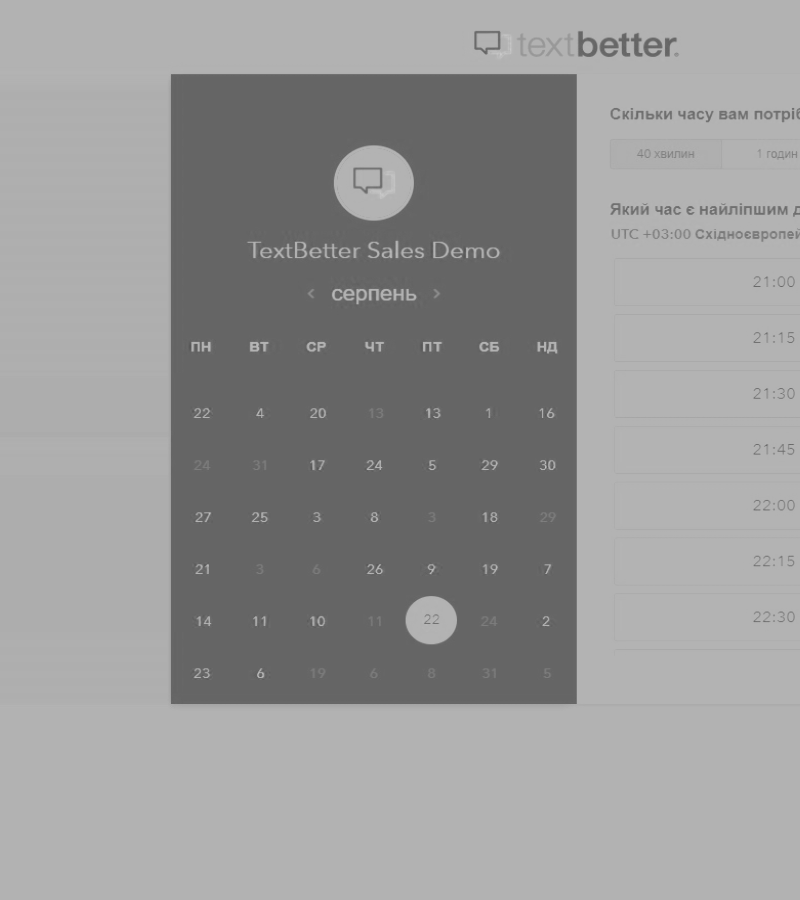 textbetter.
TextBetter Sales Demo
‹ серпень ›
ПН ВТ СР ЧТ ПТ СБ НД
22 4 20 13 13 1 16
24 31 17 24 5 29 30
27 25 3 8 3 18 29
21 3 6 26 9 19 7
14 11 10 11 22 24 2
23 6 19 6 8 31 5
Скільки часу вам потріб
40 хвилин 1 годин
Який час є найліпшим д
UTC +03:00 Східноєвропей
21:00
21:15
21:30
21:45
22:00
22:15
22:30